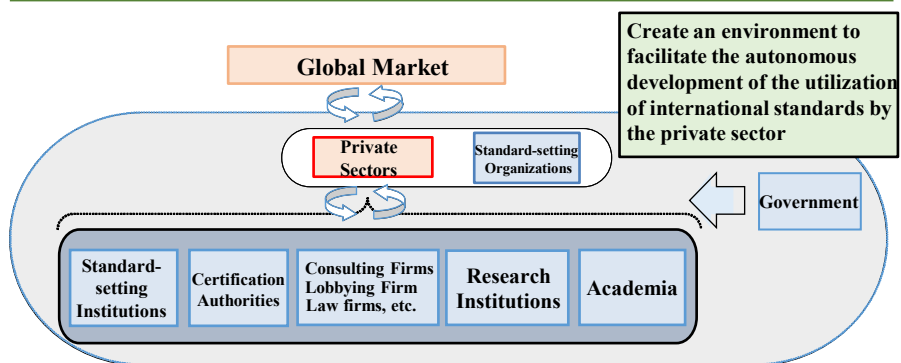 Create an environment to
facilitate the autonomous
development of the utilization
of international standards by
the private sector
Global Market
Private
Sectors
Standard-setting
Organizations
Government
Standard-
setting
Institutions
Certification
Authorities
Consulting Firms
Lobbying Firm
Law firms, etc.
Research
Institutions
Academia